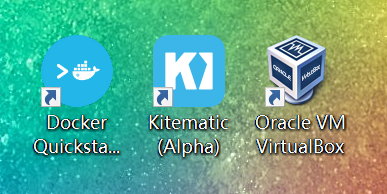 Docker
Quicksta...
Kitematic
(Alpha)
Oracle VM
VirtualBox